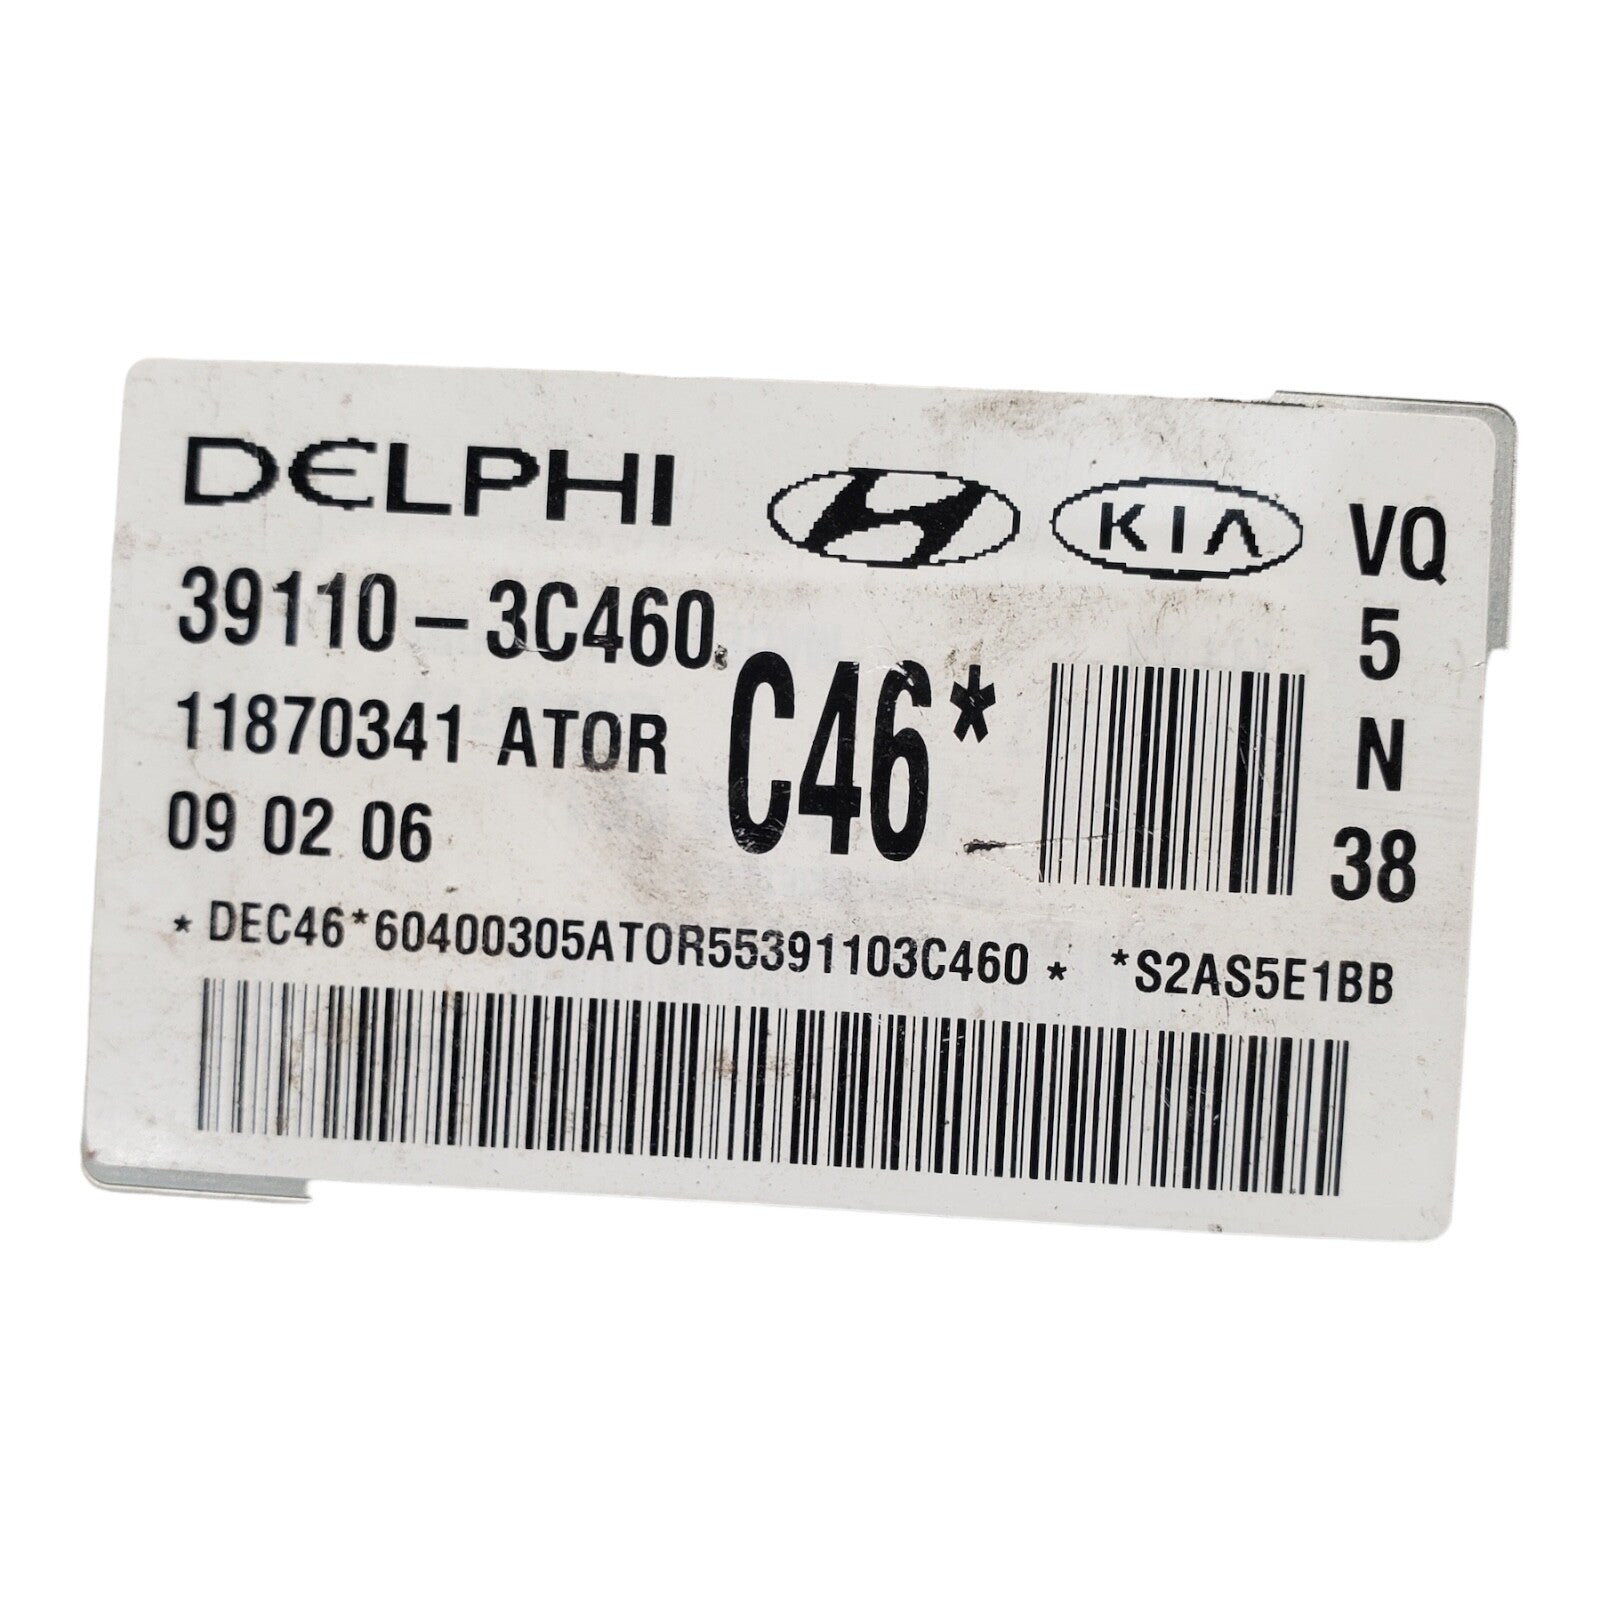 DELPHI KIA VQ
39110-3C460 5
C46*
11870341 ATOR N
09 02 06 38
* DEC46*60400305ATOR55391103C460 * *S2AS5E1BB